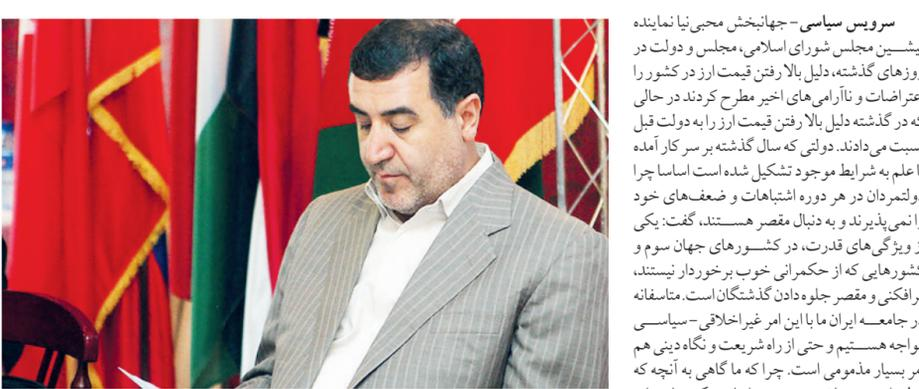 سرویس سیاسی - جهانبخش محبی‌نیا نماینده
پیشین مجلس شورای اسلامی، مجلس و دولت در
روزهای گذشته، دلیل بالا رفتن قیمت ارز در کشور را
اعتراضات و ناآرامی‌های اخیر مطرح کردند در حالی
که در گذشته دلیل بالا رفتن قیمت ارز را به دولت قبل
نسبت می‌دادند. دولتی که سال گذشته بر سر کار آمده
با علم به شرایط موجود تشکیل شده است اساسا چرا
دولتمردان در هر دوره اشتباهات و ضعف‌های خود
را نمی‌پذیرند و به دنبال مقصر هستند، گفت: یکی
از ویژگی‌های قدرت، در کشورهای جهان سوم و
کشورهایی که از حکمرانی خوب برخوردار نیستند،
فرافکنی و مقصر جلوه دادن گذشتگان است. متاسفانه
در جامعه ایران ما با این امر غیراخلاقی - سیاسی
مواجه هستیم و حتی از راه شریعت و نگاه دینی هم
امر بسیار مذمومی است. چرا که ما گاهی به آنچه که